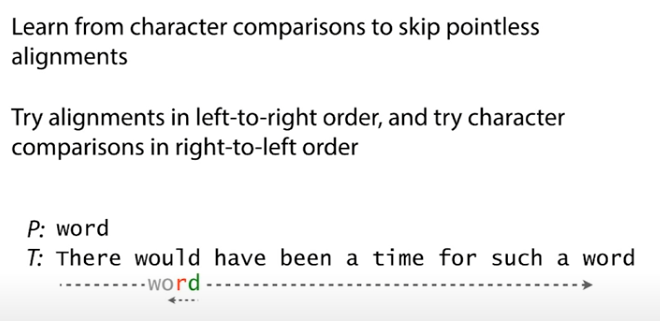 Learn from character comparisons to skip pointless
alignments
Try alignments in left-to-right order, and try character
comparisons in right-to-left order
P: word
T: There would have been a time for such a word
word